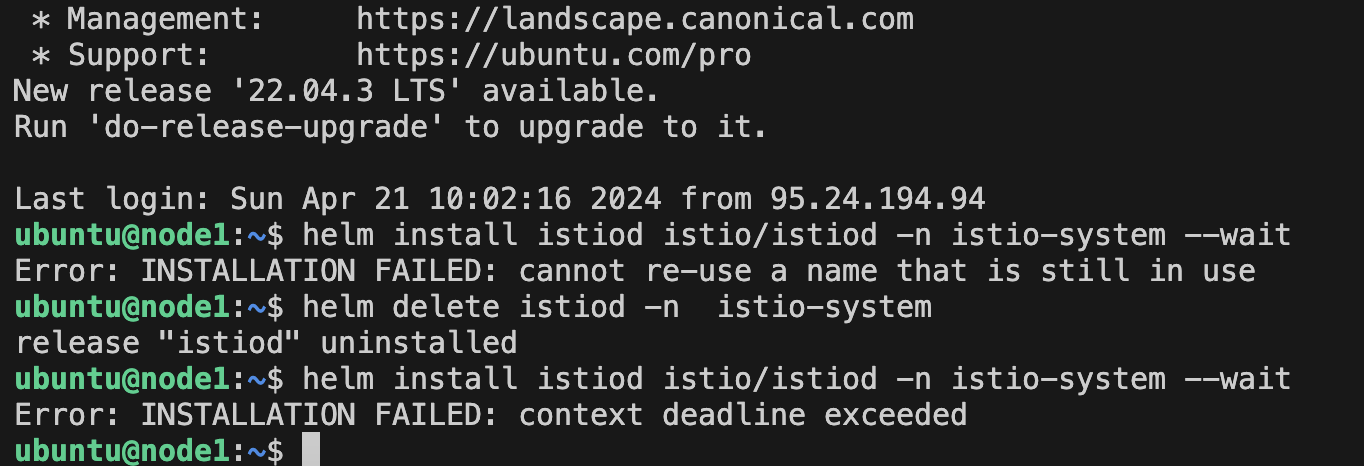 * Management:     https://landscape.canonical.com
* Support:        https://ubuntu.com/pro
New release '22.04.3 LTS' available.
Run 'do-release-upgrade' to upgrade to it.
Last login: Sun Apr 21 10:02:16 2024 from 95.24.194.94
ubuntu@node1:~$ helm install istiod istio/istiod -n istio-system --wait
Error: INSTALLATION FAILED: cannot re-use a name that is still in use
ubuntu@node1:~$ helm delete istiod -n  istio-system
release "istiod" uninstalled
ubuntu@node1:~$ helm install istiod istio/istiod -n istio-system --wait
Error: INSTALLATION FAILED: context deadline exceeded
ubuntu@node1:~$